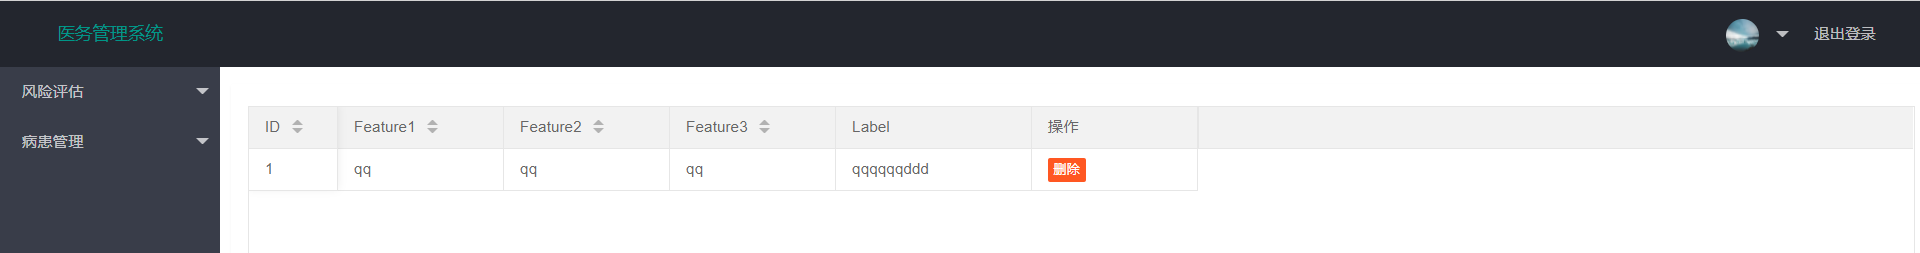 医务管理系统
退出登录
风险评估
病患管理
ID Feature1 Feature2 Feature3 Label 操作
1 qq qq qq qqqqqqddd 删除